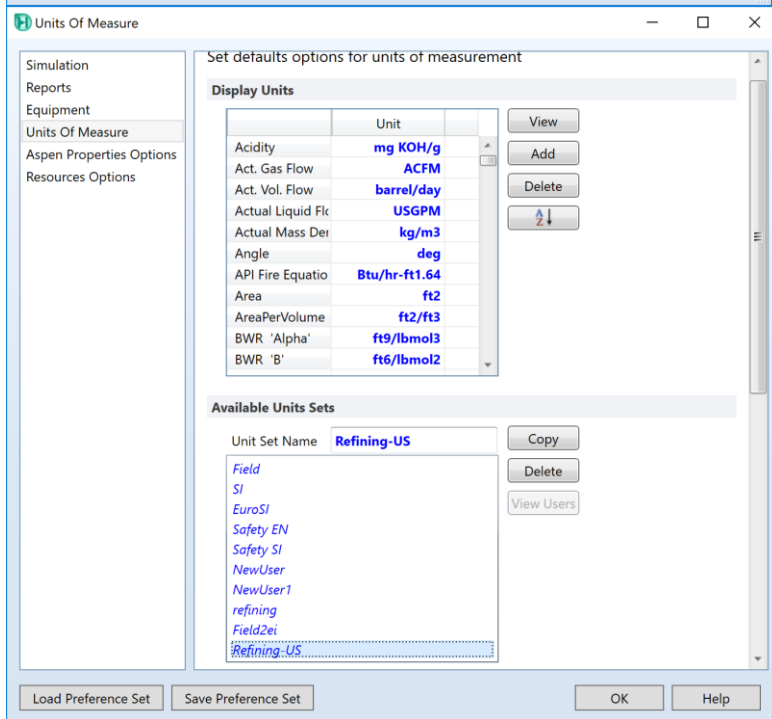 Units Of Measure
Simulation
Reports
Equipment
Units Of Measure
Aspen Properties Options
Resources Options
Set defaults options for units of measurement
Display Units
Unit
Acidity mg KOH/g
Act. Gas Flow ACFM
Act. Vol. Flow barrel/day
Actual Liquid Flo USGPM
Actual Mass Den kg/m3
Angle deg
API Fire Equatio Btu/hr-ft1.64
Area ft2
AreaPerVolume ft2/ft3
BWR 'Alpha' ft9/lbmol3
BWR 'B' ft6/lbmol2
View
Add
Delete
A
Z
Available Units Sets
Unit Set Name Refining-US
Field
SI
EuroSI
Safety EN
Safety SI
NewUser
NewUser1
refining
Field2ei
Refining-US
Copy
Delete
View Users
Load Preference Set
Save Preference Set
OK
Help